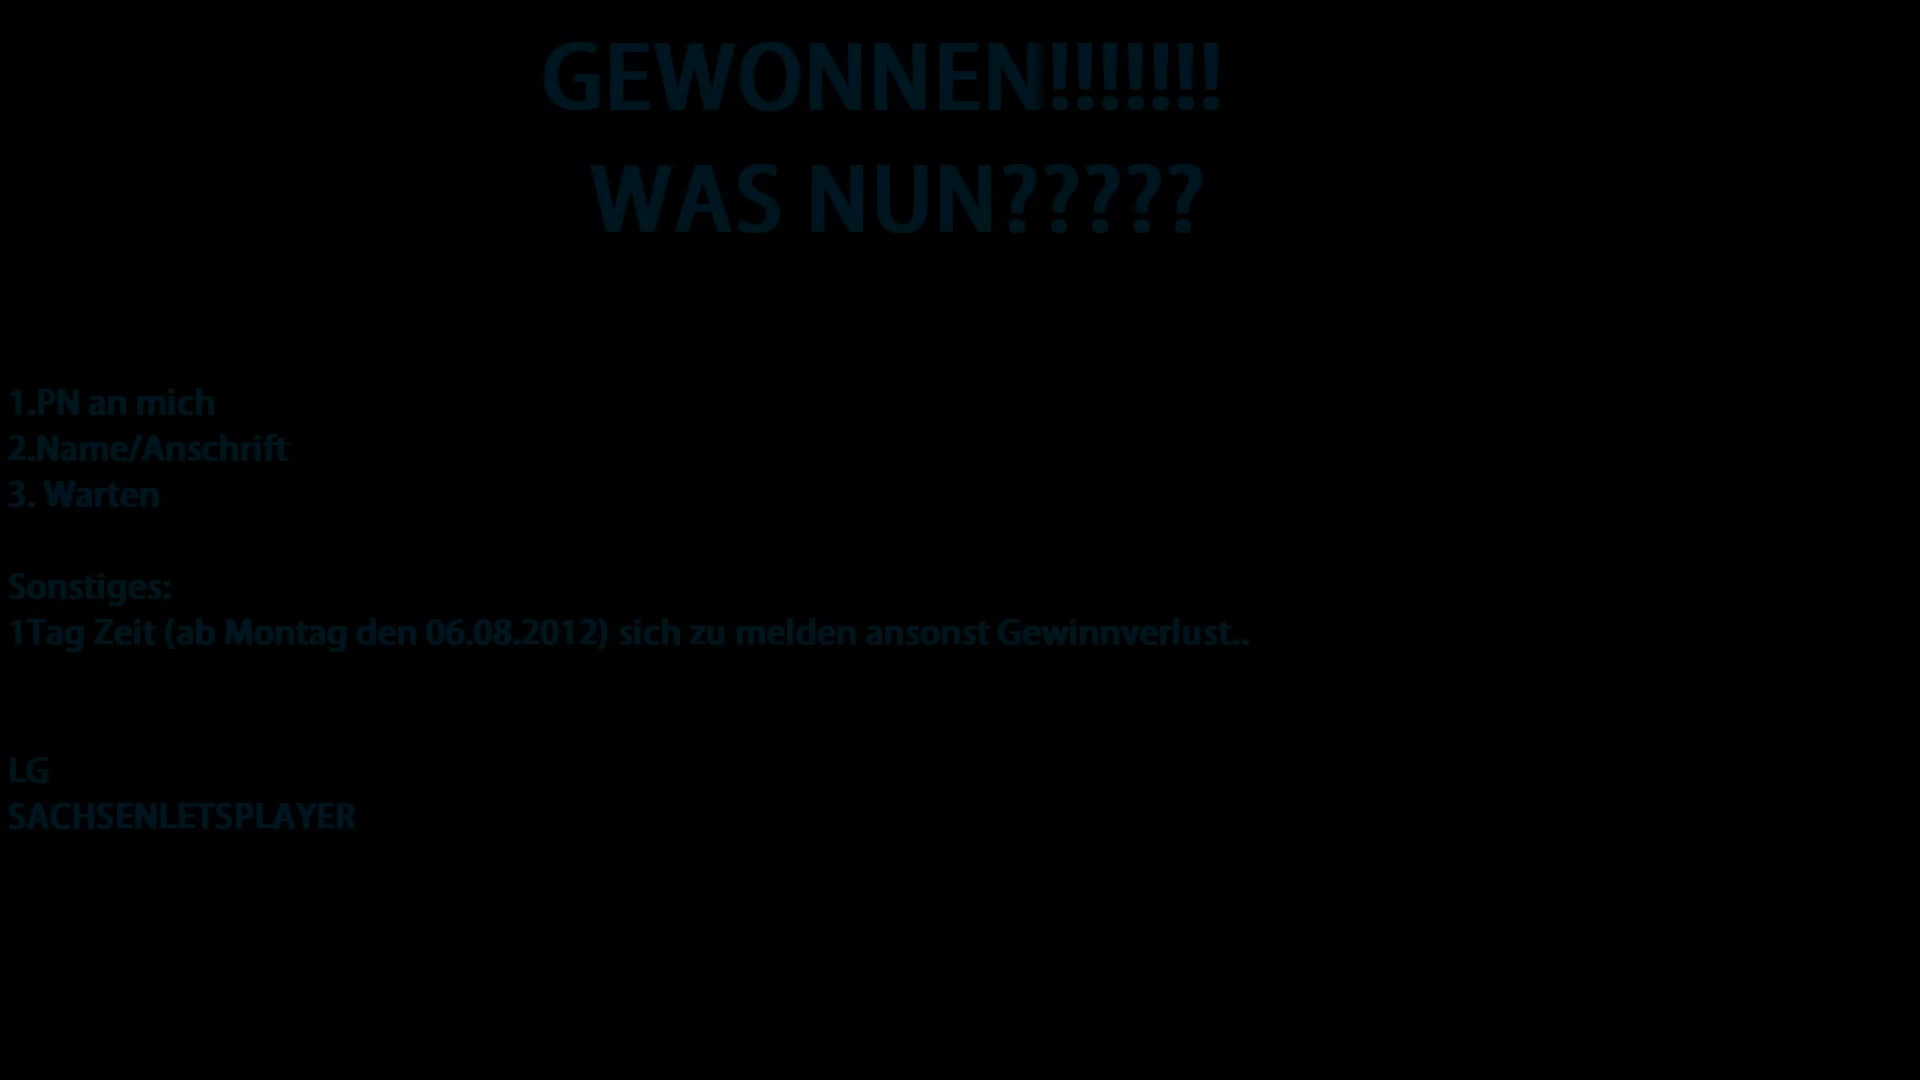 GEWONNEN!!!!!!!
WAS NUN?????
1.PN an mich
2.Name/Anschrift
3. Warten
Sonstiges:
1Tag Zeit (ab Montag den 06.08.2012) sich zu melden ansonst Gewinnverlust..
LG
SACHSENLETSPLAYER